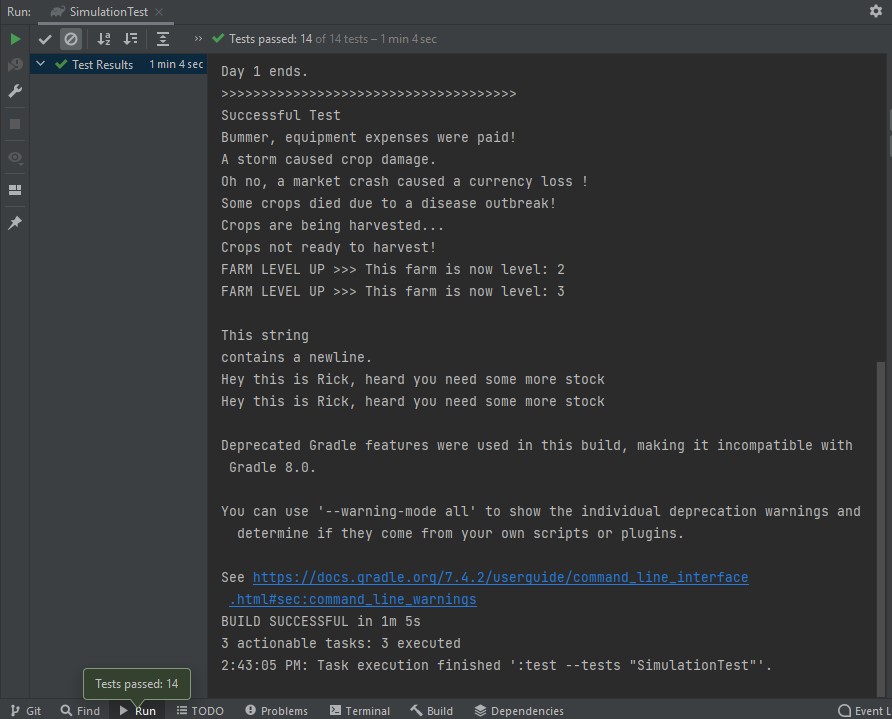 Run: SimulationTest
Tests passed: 14 of 14 tests – 1 min 4 sec
Test Results 1 min 4 sec
Day 1 ends.
>>>>>>>>>>>>>>>>>>>>>>>>>>>>>>>>>>>>>
Successful Test
Bummer, equipment expenses were paid!
A storm caused crop damage.
Oh no, a market crash caused a currency loss !
Some crops died due to a disease outbreak!
Crops are being harvested...
Crops not ready to harvest!
FARM LEVEL UP >>> This farm is now level: 2
FARM LEVEL UP >>> This farm is now level: 3
This string
contains a newline.
Hey this is Rick, heard you need some more stock
Hey this is Rick, heard you need some more stock
Deprecated Gradle features were used in this build, making it incompatible with
Gradle 8.0.
You can use '--warning-mode all' to show the individual deprecation warnings and
determine if they come from your own scripts or plugins.
See https://docs.gradle.org/7.4.2/userguide/command_line_interface
.html#sec:command_line_warnings
BUILD SUCCESSFUL in 1m 5s
3 actionable tasks: 3 executed
2:43:05 PM: Task execution finished ':test --tests "SimulationTest"'.
Tests passed: 14
Git Find Run TODO Problems Terminal Build Dependencies Event L